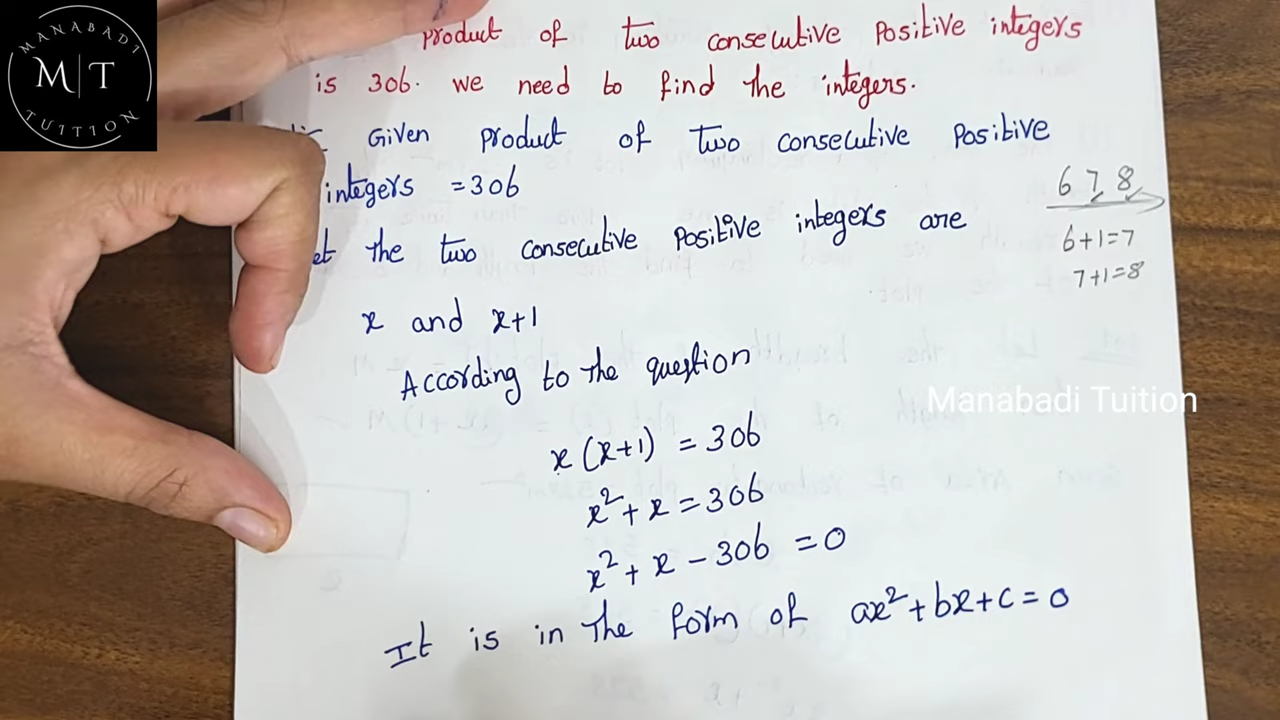 MANABADI
M|T
TUITION
product of two consecutive positive integers
is 306. we need to find the integers.
Given product of two consecutive positive
integers = 306
6 7 8
6+1=7
7+1=8
the two consecutive positive integers are
x and x+1
According to the question
Manabadi Tuition
x(x+1) = 306
x²+x = 306
x²+x-306 = 0
It is in the form of ax²+bx+c=0